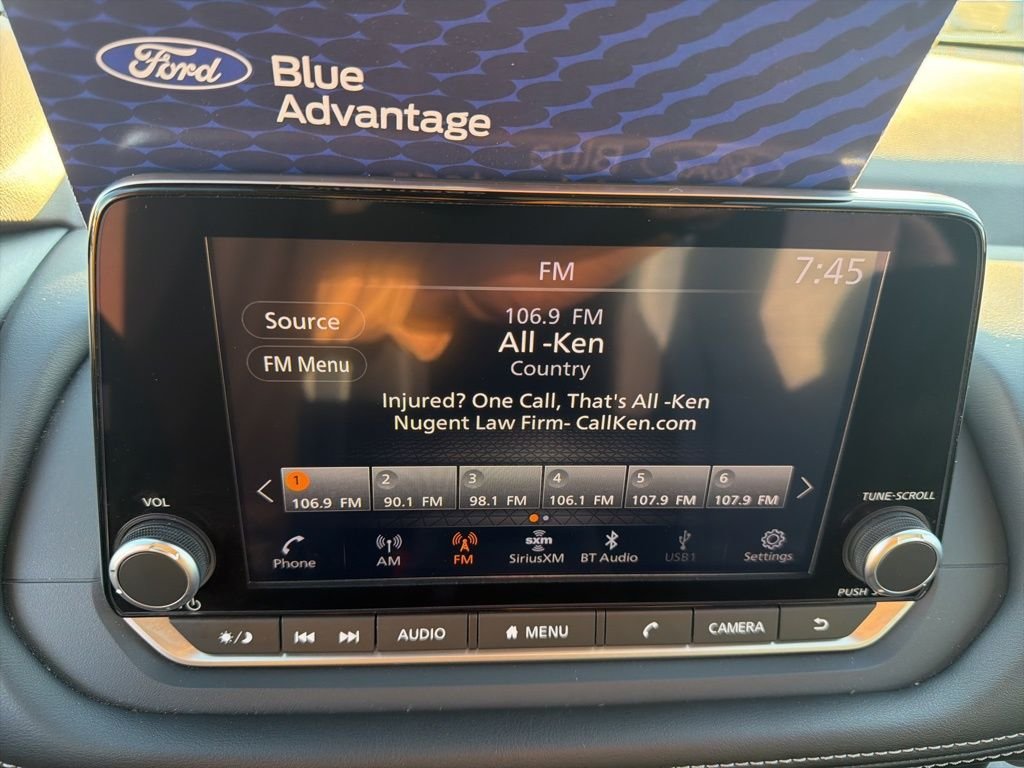 Ford
Blue
Advantage
FM
7:45
Source
106.9 FM
All -Ken
FM Menu
Country
Injured? One Call, That's All -Ken
Nugent Law Firm- CallKen.com
1
106.9 FM
2
90.1 FM
3
98.1 FM
4
106.1 FM
5
107.9 FM
6
107.9 FM
VOL
TUNE·SCROLL
Phone
AM
FM
sxm
SiriusXM
BT Audio
USB1
Settings
PUSH
AUDIO
MENU
CAMERA